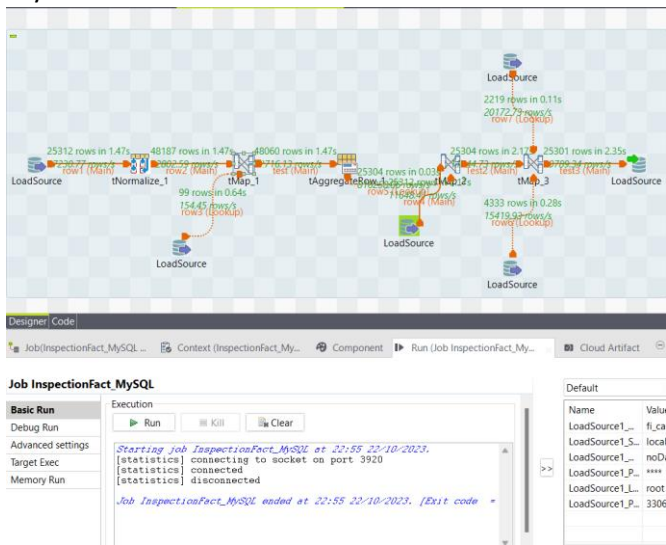 LoadSource
2219 rows in 0.11s
20172.73 rows/s
row7 (Lookup)
25312 rows in 1.47s
row1 (Main)
48187 rows in 1.47s
row2 (Main)
48060 rows in 1.47s
test (Main)
25304 rows in 0.03s
25304 rows in 2.17s
test2 (Main)
25301 rows in 2.35s
test3 (Main)
LoadSource
tNormalize_1
tMap_1
tAggregateRow_1
tMap_3
LoadSource
99 rows in 0.64s
154.45 rows/s
row3 (Lookup)
row4 (Main)
4333 rows in 0.28s
15419.93 rows/s
LoadSource
LoadSource
LoadSource
Designer Code
Job(InspectionFact_MySQL ... Context (InspectionFact_My... Component Run (Job InspectionFact_My... Cloud Artifact
Job InspectionFact_MySQL
Default
Basic Run
Debug Run
Advanced settings
Target Exec
Memory Run
Execution
Run Kill Clear
Starting job InspectionFact_MySQL at 22:55 22/10/2023.
[statistics] connecting to socket on port 3920
[statistics] connected
[statistics] disconnected
Job InspectionFact_MySQL ended at 22:55 22/10/2023. [Exit code =
>>
Name Value
LoadSource1_... fi_ca
LoadSource1_S... local
LoadSource1_... noDa
LoadSource1_P... ****
LoadSource1_L... root
LoadSource1_P... 3306